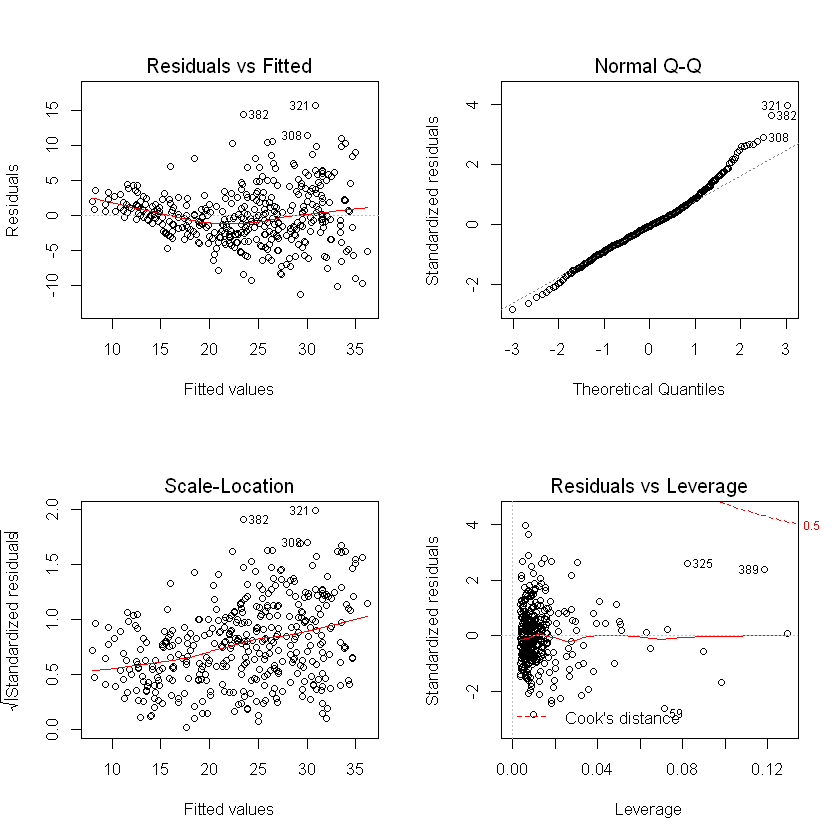 Residuals vs Fitted
Residuals
15
10
5
0
-5
-10
10 15 20 25 30 35
Fitted values
321
382
308
Normal Q-Q
Standardized residuals
4
2
0
-2
-3 -2 -1 0 1 2 3
Theoretical Quantiles
321
382
308
Scale-Location
√|Standardized residuals|
2.0
1.5
1.0
0.5
0.0
10 15 20 25 30 35
Fitted values
321
382
308
Residuals vs Leverage
Standardized residuals
4
2
0
-2
0.00 0.04 0.08 0.12
Leverage
0.5
325
389
59
Cook's distance